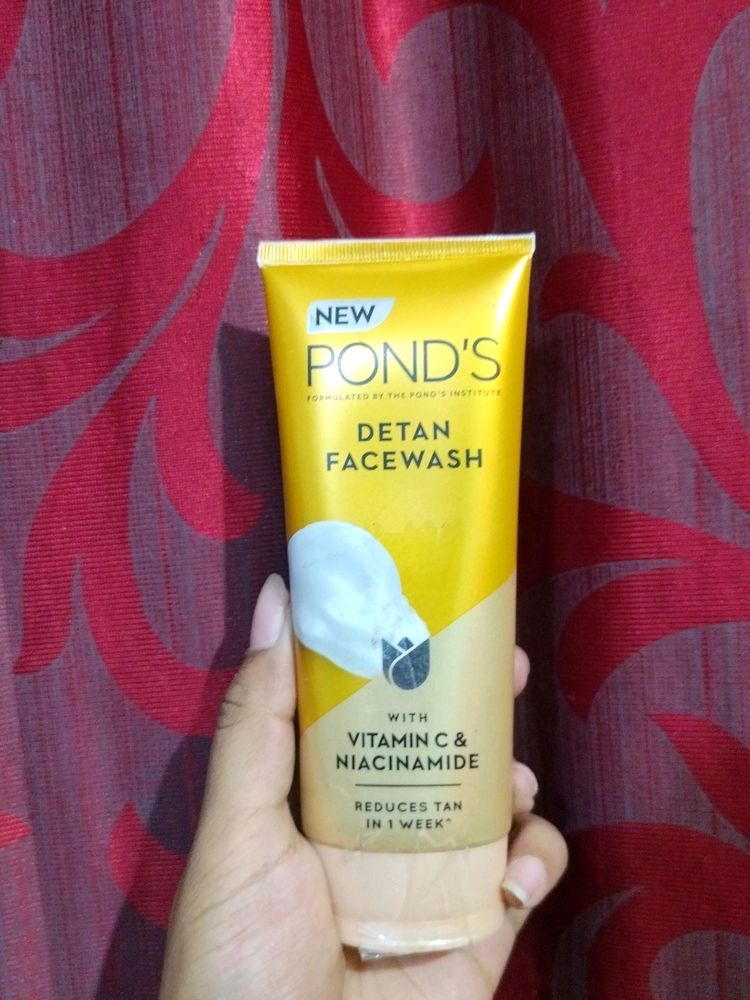 NEW
POND'S
FORMULATED BY THE POND'S INSTITUTE
DETAN
FACEWASH
WITH
VITAMIN C &
NIACINAMIDE
REDUCES TAN
IN 1 WEEK^